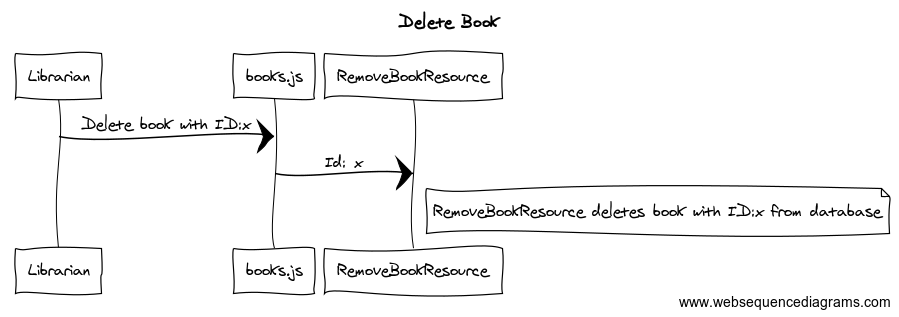 Delete Book
Librarian
books.js
RemoveBookResource
Delete book with ID:x
Id: x
RemoveBookResource deletes book with ID:x from database
Librarian
books.js
RemoveBookResource
www.websequencediagrams.com